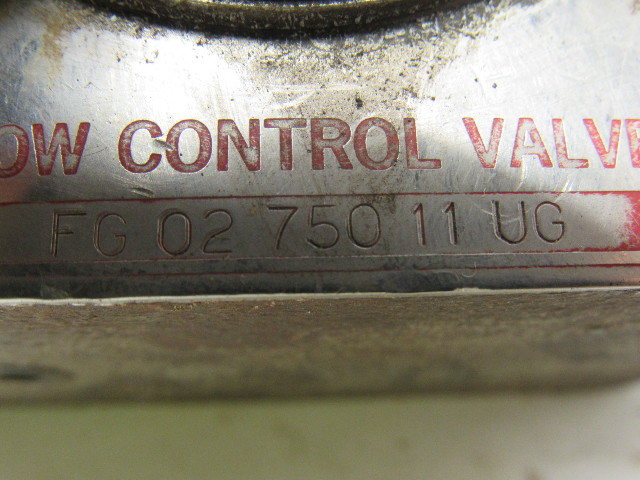 OW CONTROL VALVE
FG 02 750 11 UG